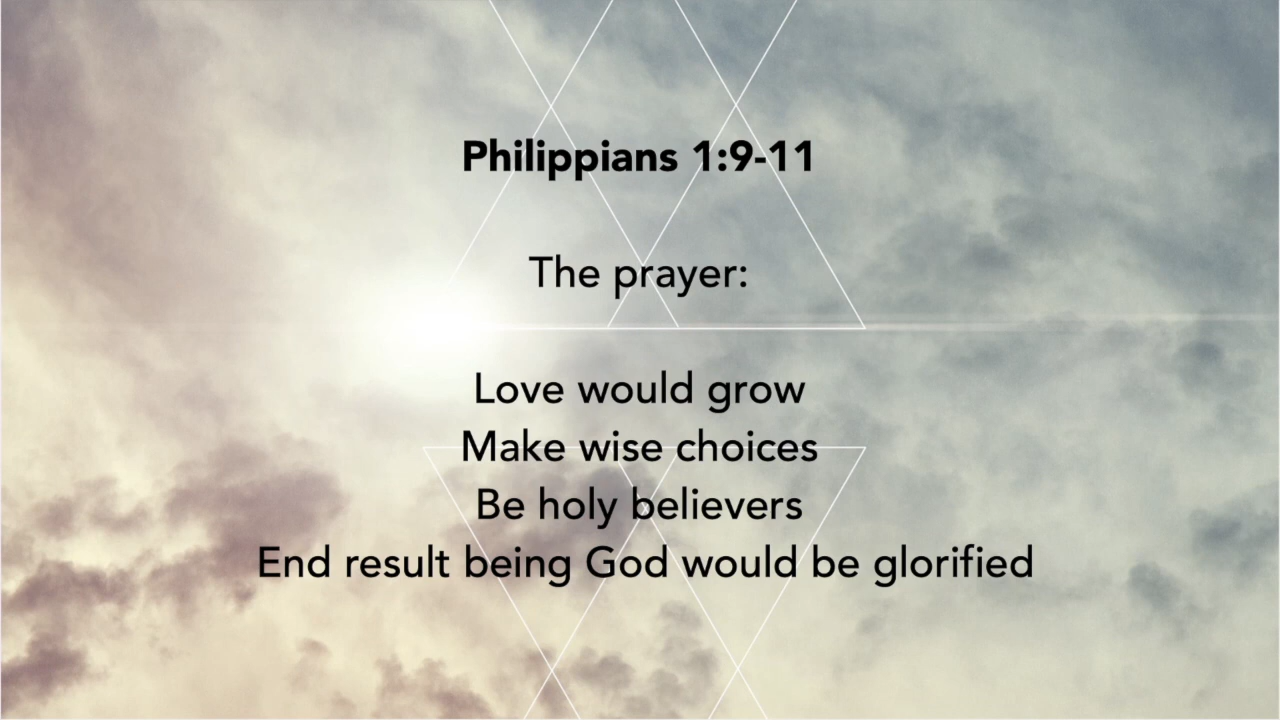 Philippians 1:9-11
The prayer:
Love would grow
Make wise choices
Be holy believers
End result being God would be glorified